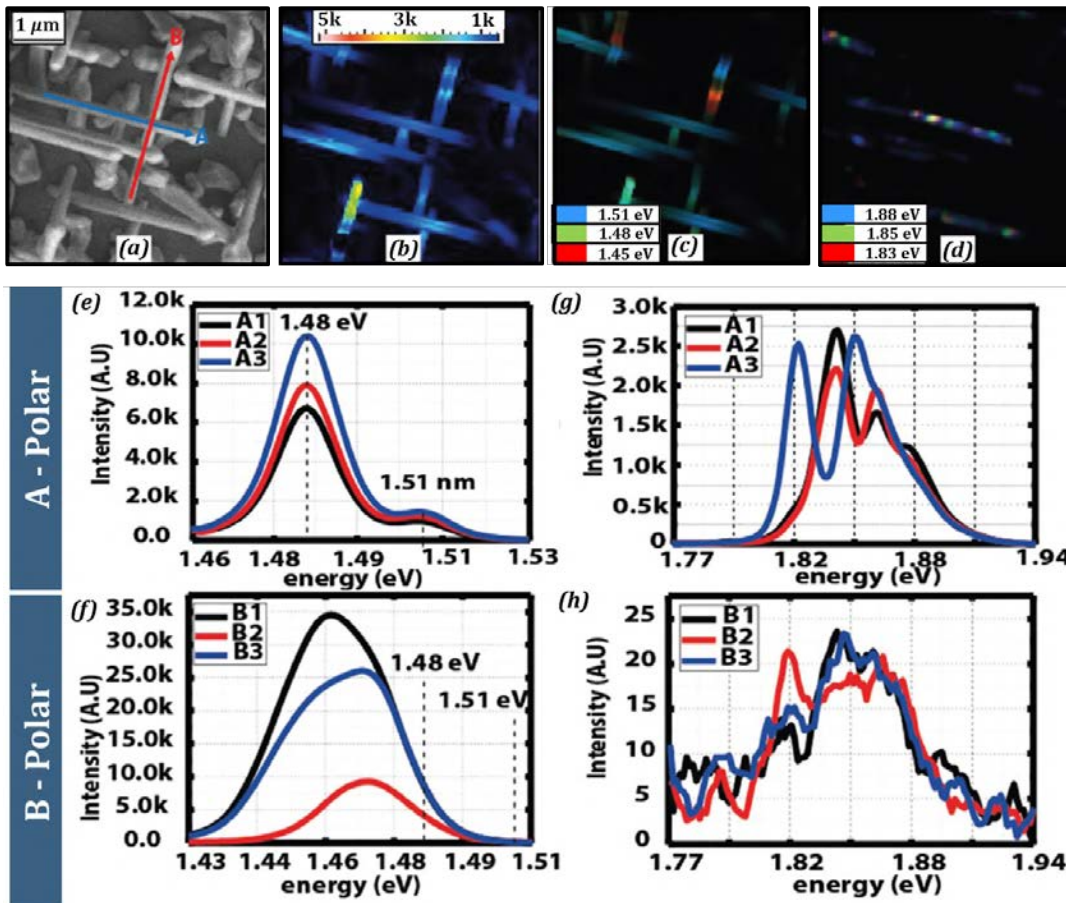 1 μm
B
A
(a)
5k 3k 1k
(b)
1.51 eV
1.48 eV
1.45 eV
(c)
1.88 eV
1.85 eV
1.83 eV
(d)
A - Polar
(e)
12.0k
10.0k
8.0k
6.0k
4.0k
2.0k
0.0
Intensity (A.U)
A1
A2
A3
1.48 eV
1.51 nm
1.46 1.48 1.49 1.51 1.53
energy (eV)
(g)
3.0k
2.5k
2.0k
1.5k
1.0k
0.5k
0
Intensity (A.U)
A1
A2
A3
1.77 1.82 1.88 1.94
energy (eV)
B - Polar
(f)
35.0k
30.0k
25.0k
20.0k
15.0k
10.0k
5.0k
0.0
Intensity (A.U)
B1
B2
B3
1.48 eV
1.51 eV
1.43 1.44 1.46 1.48 1.49 1.51
energy (eV)
(h)
25
20
15
10
5
0
Intensity (A.U)
B1
B2
B3
1.77 1.82 1.88 1.94
energy (eV)